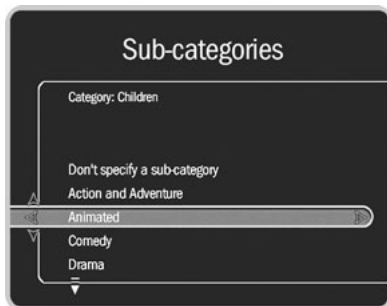 Sub-categories
Category: Children
Don't specify a sub-category
Action and Adventure
Animated
Comedy
Drama